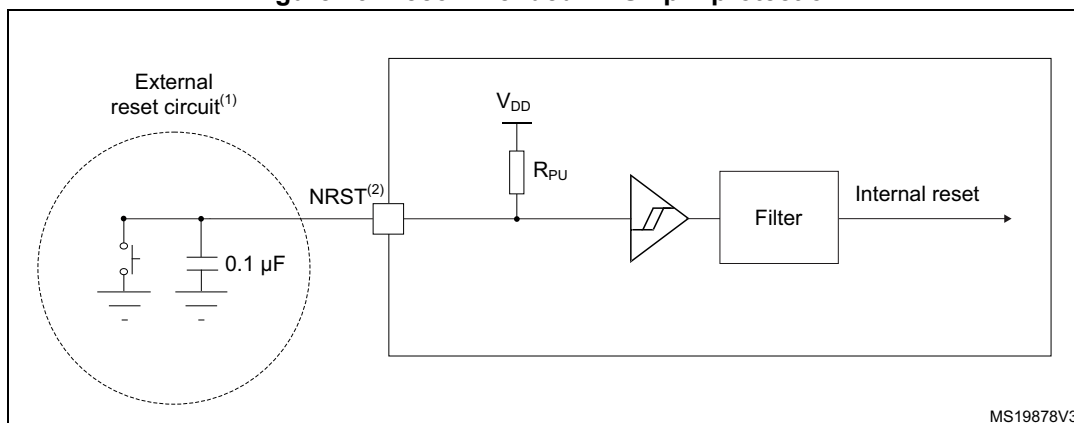 External
reset circuit(1)
VDD
RPU
NRST(2)
Filter
Internal reset
0.1 µF
MS19878V3